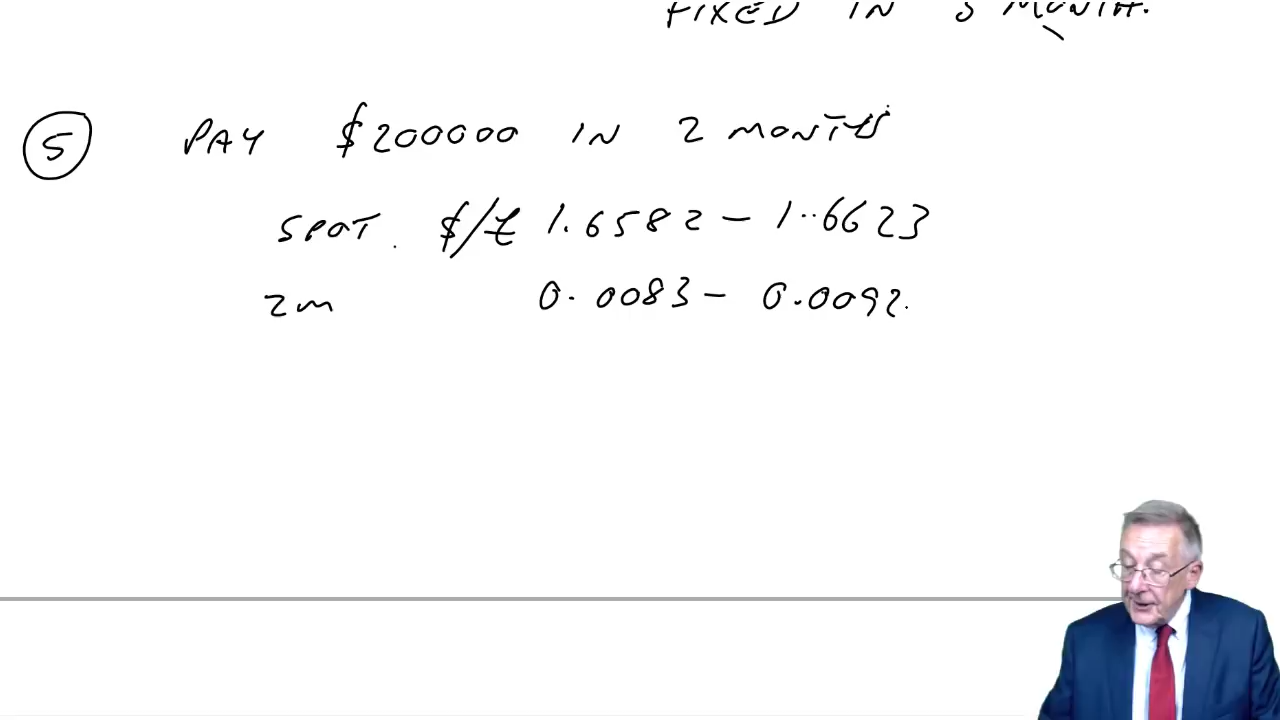 FIXED IN 3 MONTH.
5 PAY $200000 IN 2 MONTHS
SPOT. $/£ 1.6582 – 1.6623
2m 0.0083 – 0.0092.